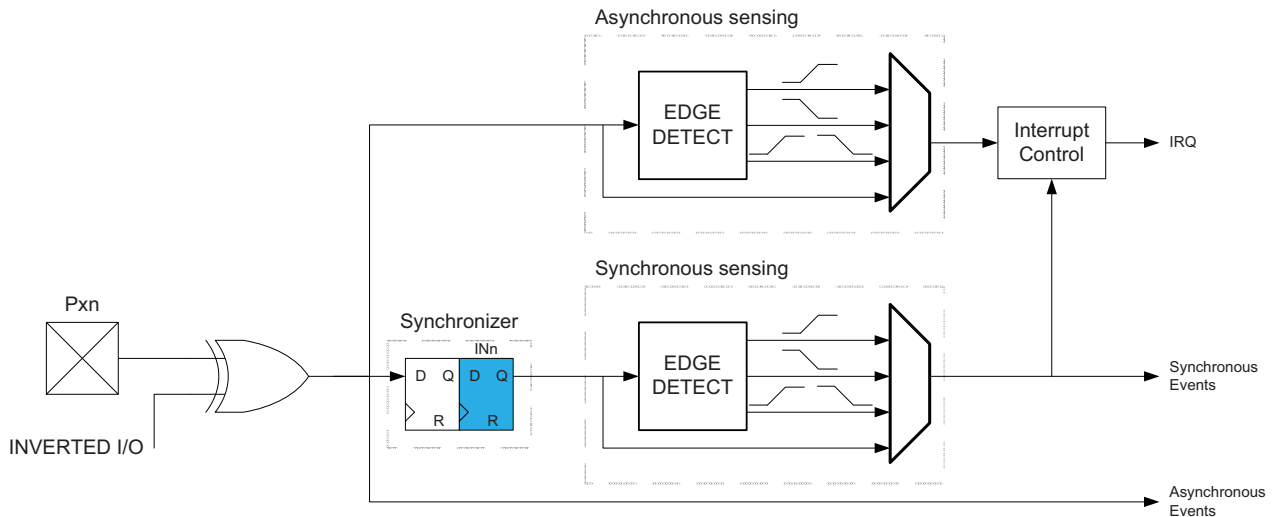 Asynchronous sensing
EDGE
DETECT
Interrupt
Control
IRQ
Synchronous sensing
Pxn
Synchronizer
INn
D Q D Q
R R
EDGE
DETECT
Synchronous
Events
INVERTED I/O
Asynchronous
Events